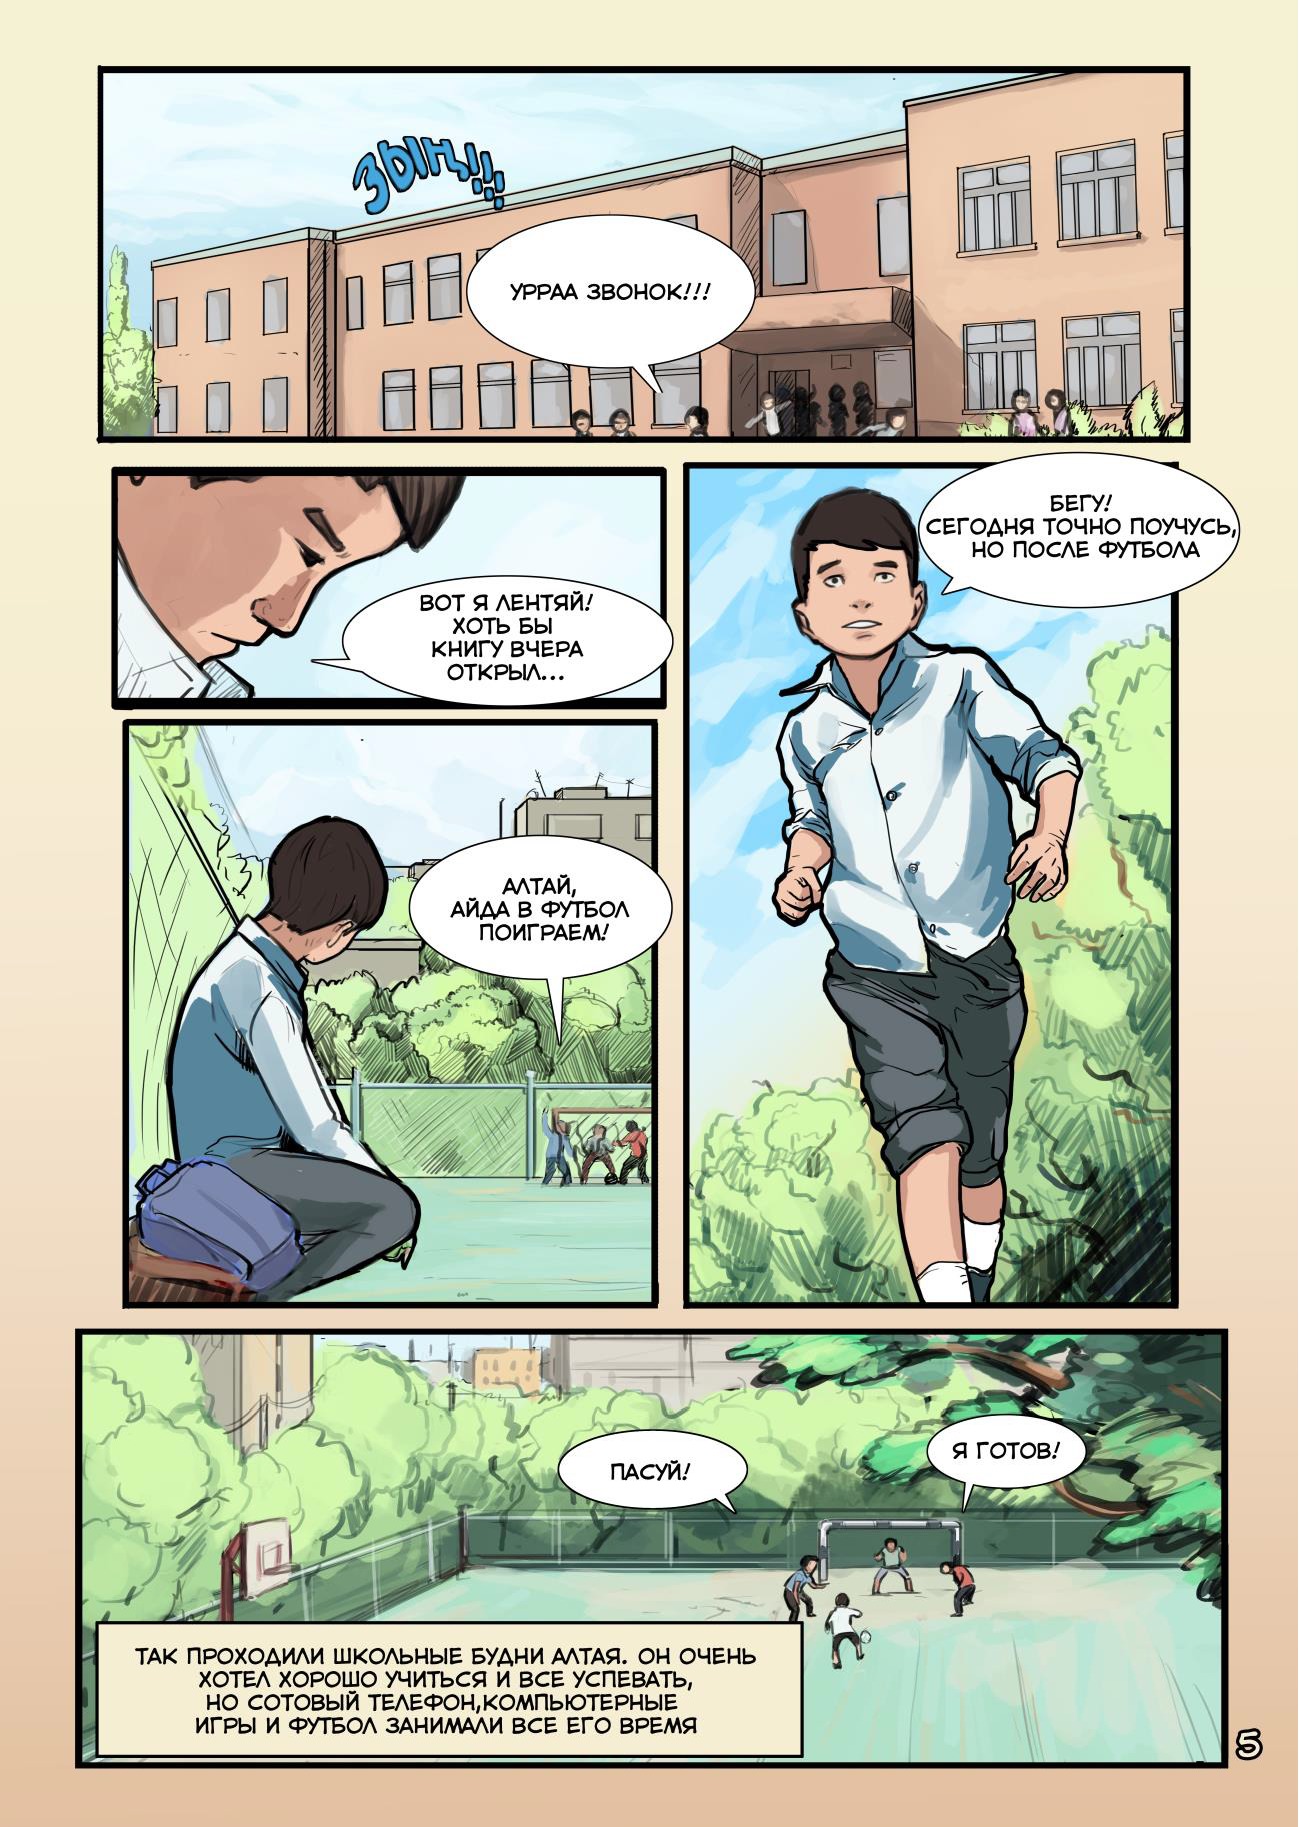 ЗЫҢ!!!
УРРАА ЗВОНОК!!!
ВОТ Я ЛЕНТЯЙ!
ХОТЬ БЫ
КНИГУ ВЧЕРА
ОТКРЫЛ...
БЕГУ!
СЕГОДНЯ ТОЧНО ПОУЧУСЬ,
НО ПОСЛЕ ФУТБОЛА
АЛТАЙ,
АЙДА В ФУТБОЛ
ПОИГРАЕМ!
ПАСУЙ!
Я ГОТОВ!
ТАК ПРОХОДИЛИ ШКОЛЬНЫЕ БУДНИ АЛТАЯ. ОН ОЧЕНЬ
ХОТЕЛ ХОРОШО УЧИТЬСЯ И ВСЕ УСПЕВАТЬ,
НО СОТОВЫЙ ТЕЛЕФОН,КОМПЬЮТЕРНЫЕ
ИГРЫ И ФУТБОЛ ЗАНИМАЛИ ВСЕ ЕГО ВРЕМЯ
5